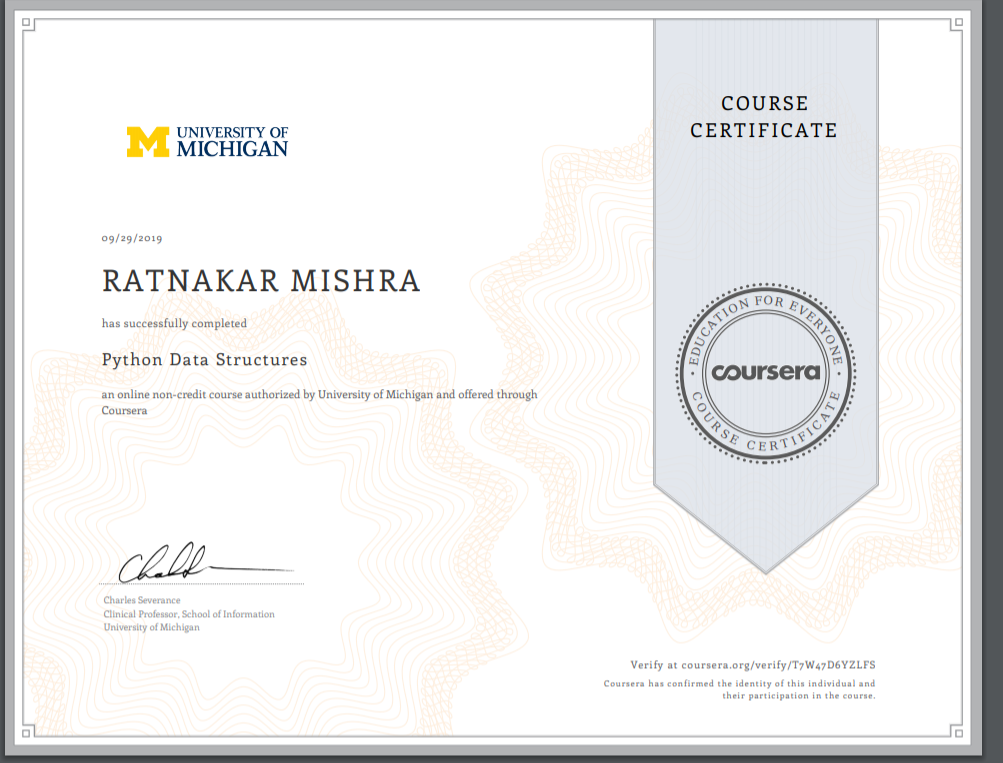 COURSE
CERTIFICATE
UNIVERSITY OF
MICHIGAN
09/29/2019
RATNAKAR MISHRA
has successfully completed
Python Data Structures
an online non-credit course authorized by University of Michigan and offered through
Coursera
EDUCATION FOR EVERYONE
coursera
COURSE CERTIFICATE
Charles Severance
Clinical Professor, School of Information
University of Michigan
Verify at coursera.org/verify/T7W47D6YZLFS
Coursera has confirmed the identity of this individual and
their participation in the course.